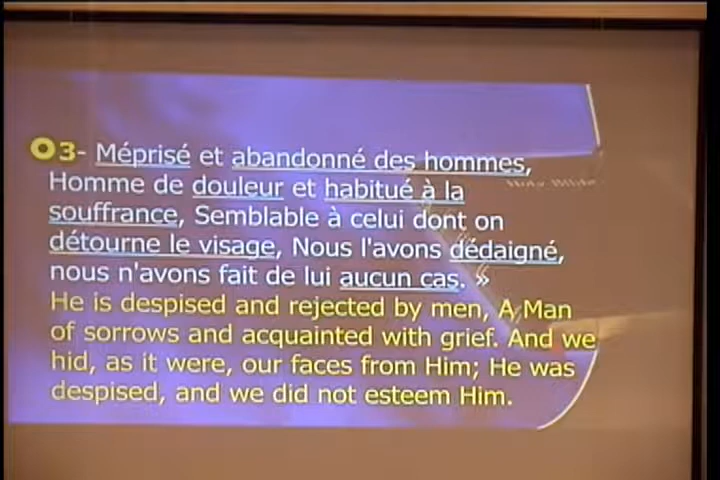 3- Méprisé et abandonné des hommes,
Homme de douleur et habitué à la
souffrance, Semblable à celui dont on
détourne le visage, Nous l'avons dédaigné,
nous n'avons fait de lui aucun cas. »
He is despised and rejected by men, A Man
of sorrows and acquainted with grief. And we
hid, as it were, our faces from Him; He was
despised, and we did not esteem Him.